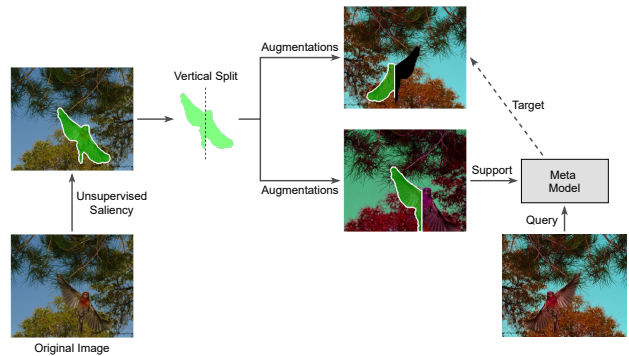 Augmentations
Vertical Split
Target
Unsupervised
Saliency
Augmentations
Support
Meta
Model
Query
Original Image